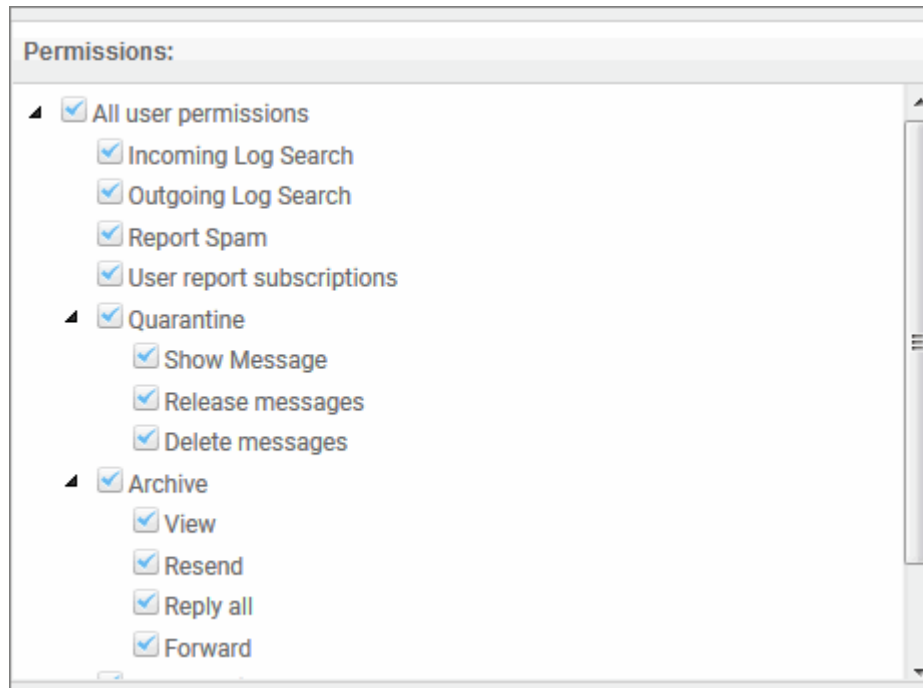 Permissions:
All user permissions
Incoming Log Search
Outgoing Log Search
Report Spam
User report subscriptions
Quarantine
Show Message
Release messages
Delete messages
Archive
View
Resend
Reply all
Forward